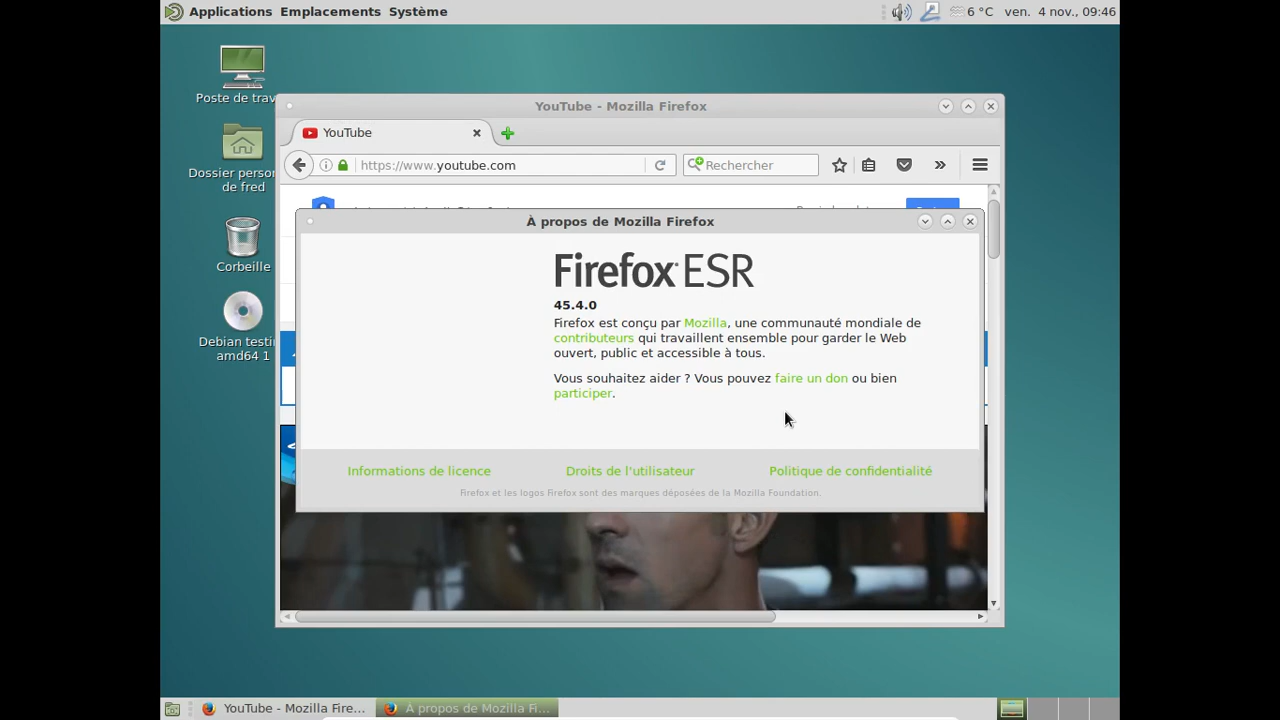 Applications Emplacements Système
6 °C ven. 4 nov., 09:46
Poste de trav
Dossier person
de fred
Corbeille
Debian testi
amd64 1
YouTube - Mozilla Firefox
YouTube
https://www.youtube.com
Rechercher
À propos de Mozilla Firefox
Firefox ESR
45.4.0
Firefox est conçu par Mozilla, une communauté mondiale de
contributeurs qui travaillent ensemble pour garder le Web
ouvert, public et accessible à tous.
Vous souhaitez aider ? Vous pouvez faire un don ou bien
participer.
Informations de licence
Droits de l'utilisateur
Politique de confidentialité
Firefox et les logos Firefox sont des marques déposées de la Mozilla Foundation.
YouTube - Mozilla Fire...
À propos de Mozilla Fi...